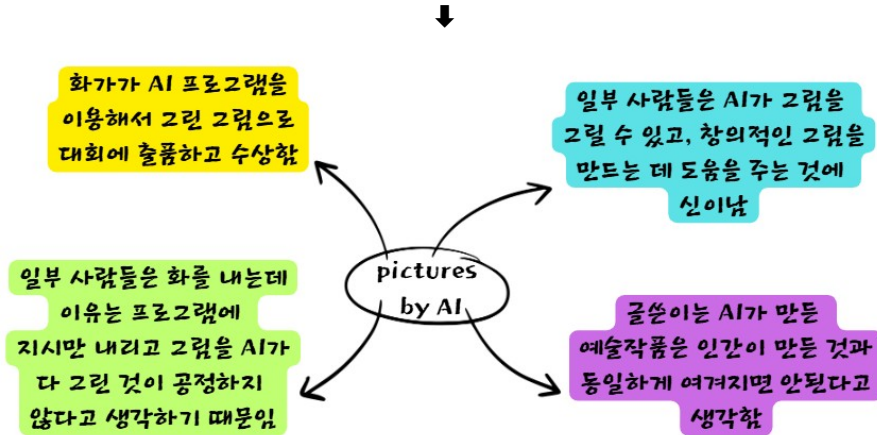 화가가 AI 프로그램을
이용해서 그린 그림으로
대회에 출품하고 수상함
일부 사람들은 AI가 그림을
그릴 수 있고, 창의적인 그림을
만드는 데 도움을 주는 것에
신이남
pictures
by AI
일부 사람들은 화를 내는데
이유는 프로그램에
지시만 내리고 그림을 AI가
다 그린 것이 공정하지
않다고 생각하기 때문임
글쓴이는 AI가 만든
예술작품은 인간이 만든 것과
동일하게 여겨지면 안된다고
생각함